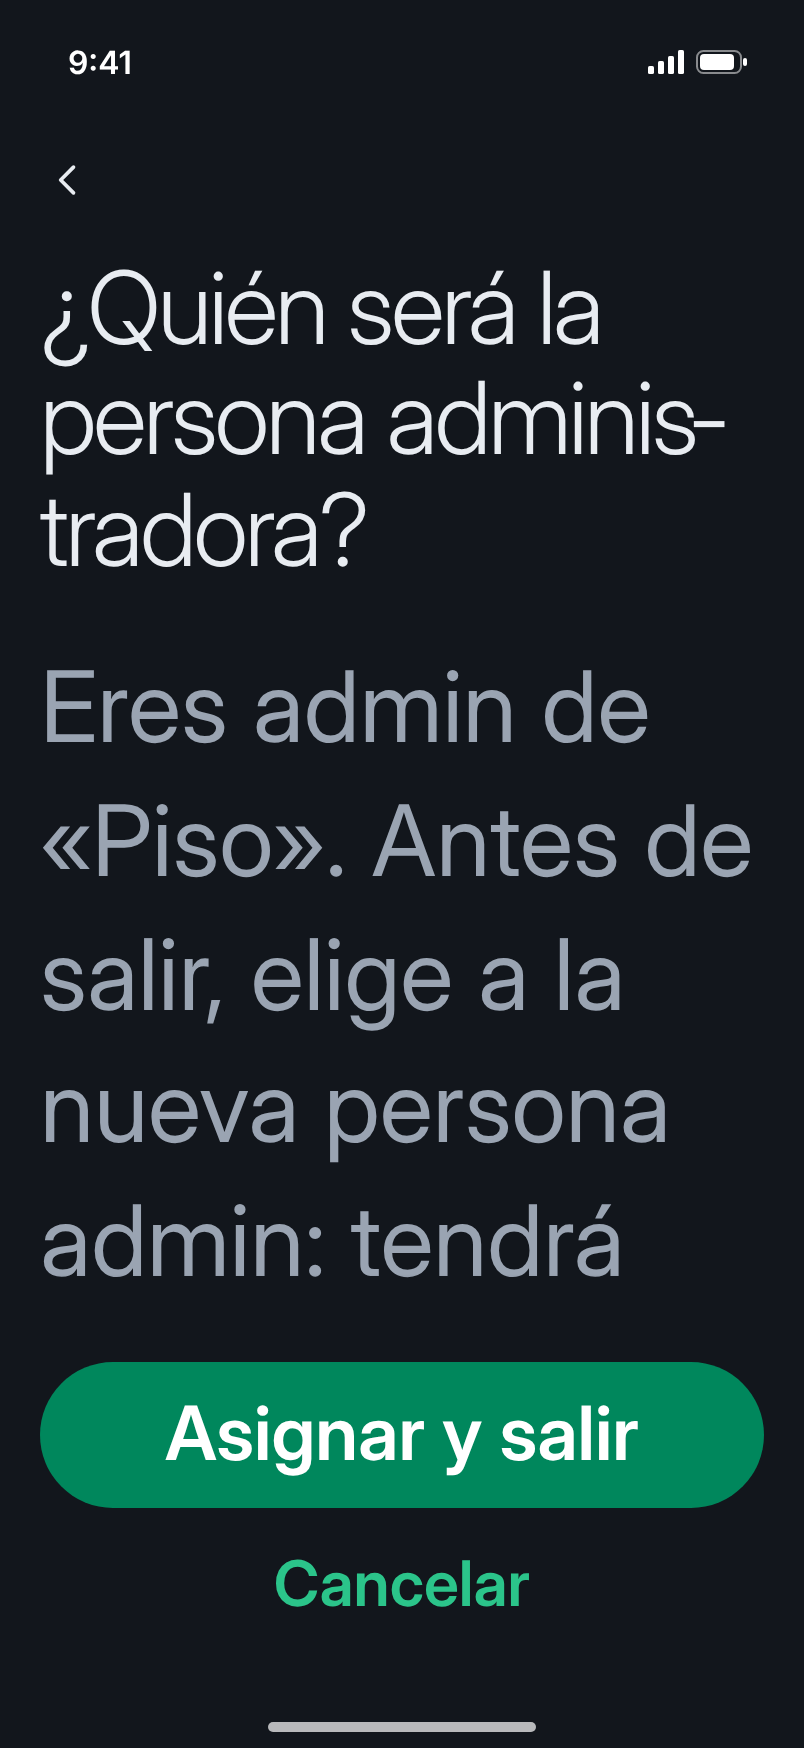 9:41
¿Quién será la
persona adminis-
tradora?
Eres admin de
«Piso». Antes de
salir, elige a la
nueva persona
admin: tendrá
Asignar y salir
Cancelar